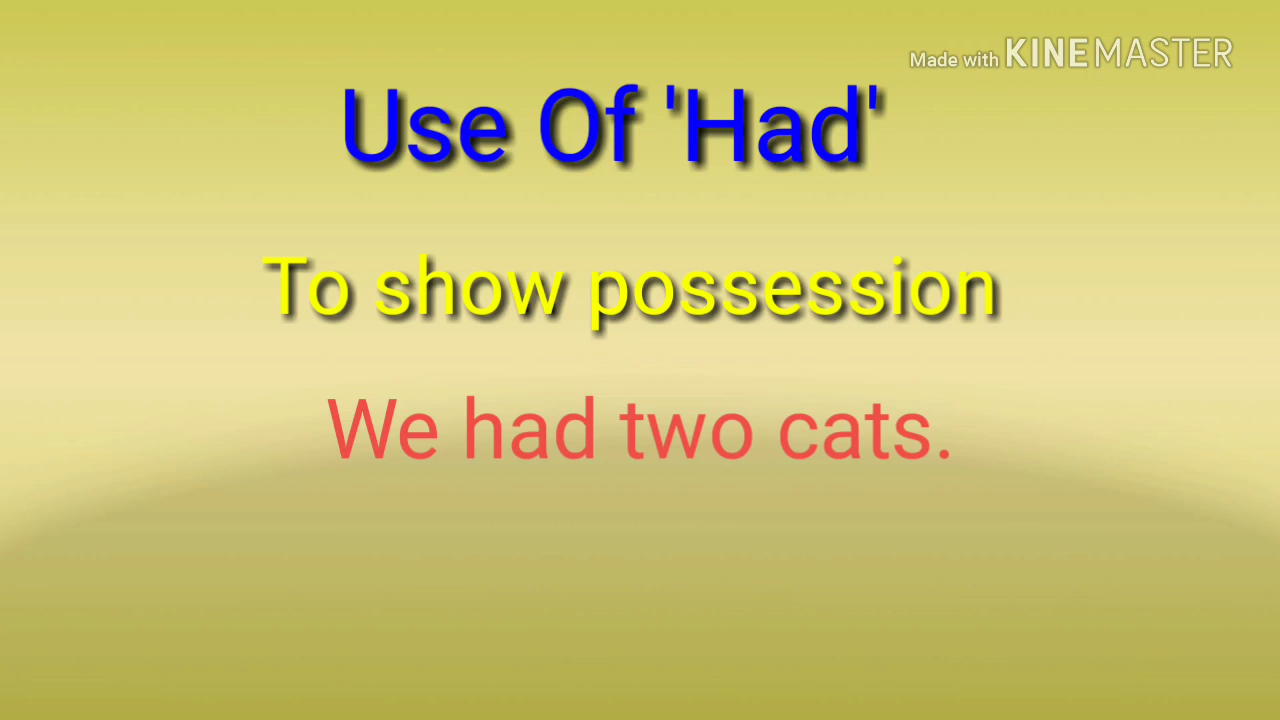 Made with KINEMASTER
Use Of 'Had'
To show possession
We had two cats.